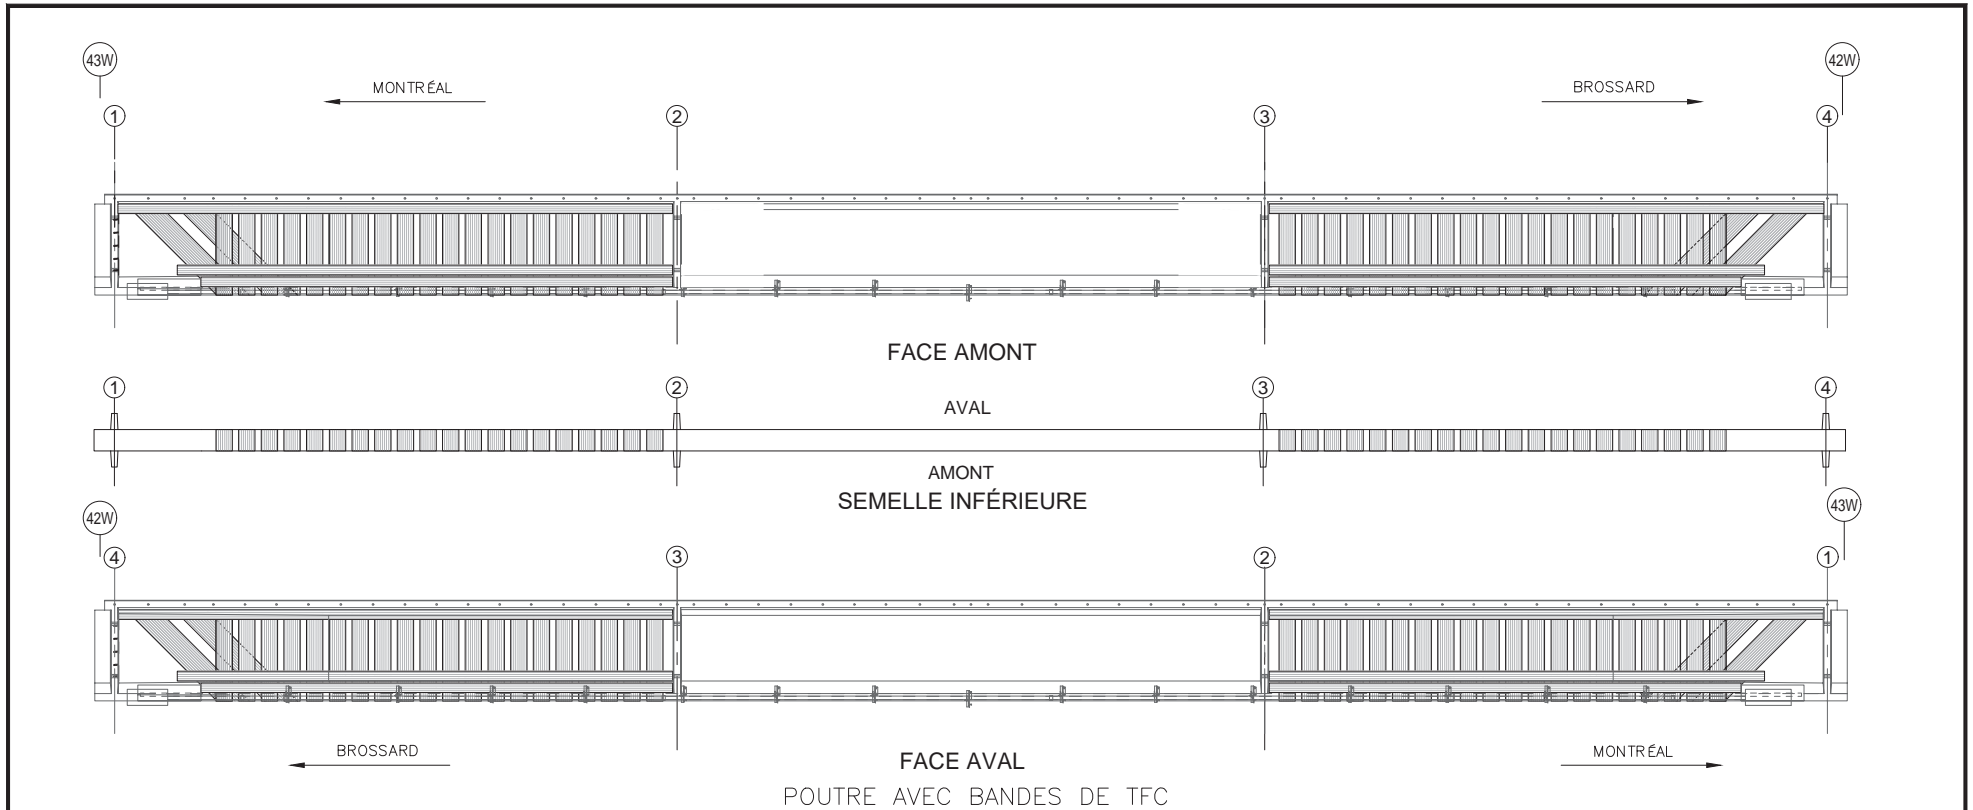 43W 42W
MONTRÉAL BROSSARD
1 2 3 4
FACE AMONT
1 2 3 4
AVAL
AMONT
SEMELLE INFÉRIEURE
42W 43W
4 3 2 1
BROSSARD MONTRÉAL
FACE AVAL
POUTRE AVEC BANDES DE TFC